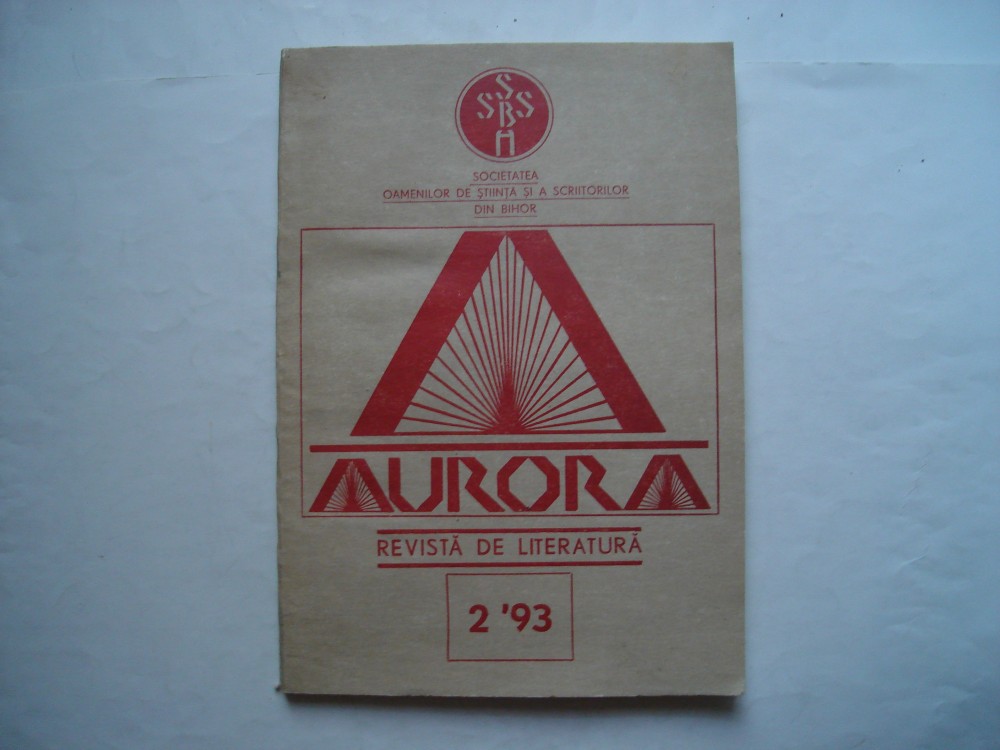 S
SBS
A
SOCIETATEA
OAMENILOR DE ȘTIINȚĂ ȘI A SCRIITORILOR
DIN BIHOR
AURORA
REVISTĂ DE LITERATURĂ
2 '93